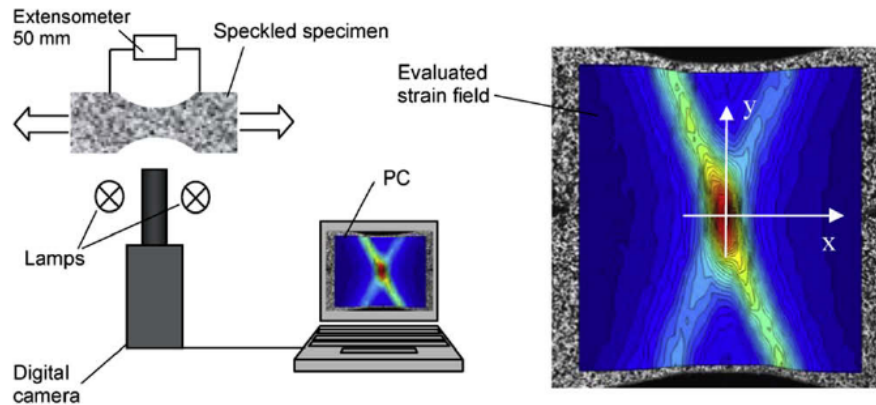 Extensometer
50 mm
Speckled specimen
Lamps
PC
Digital
camera
Evaluated
strain field
y
x